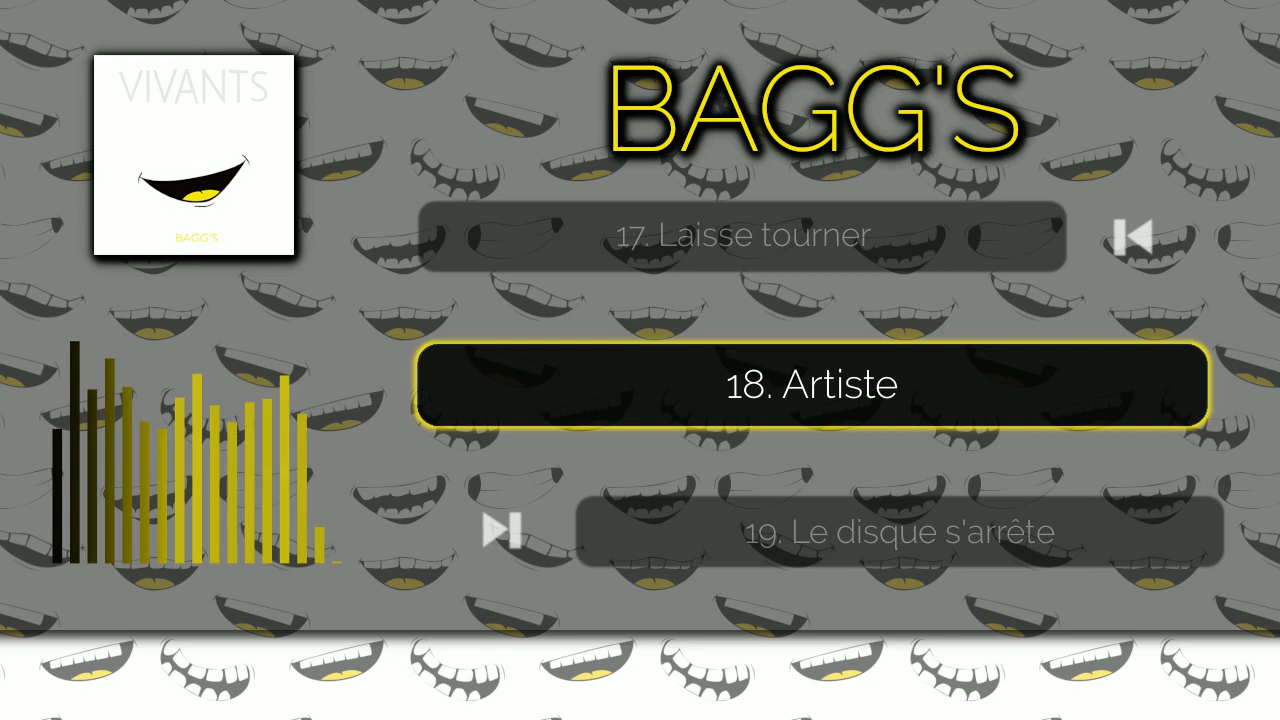 VIVANTS
BAGG'S
BAGG'S
17. Laisse tourner
18. Artiste
19. Le disque s'arrête